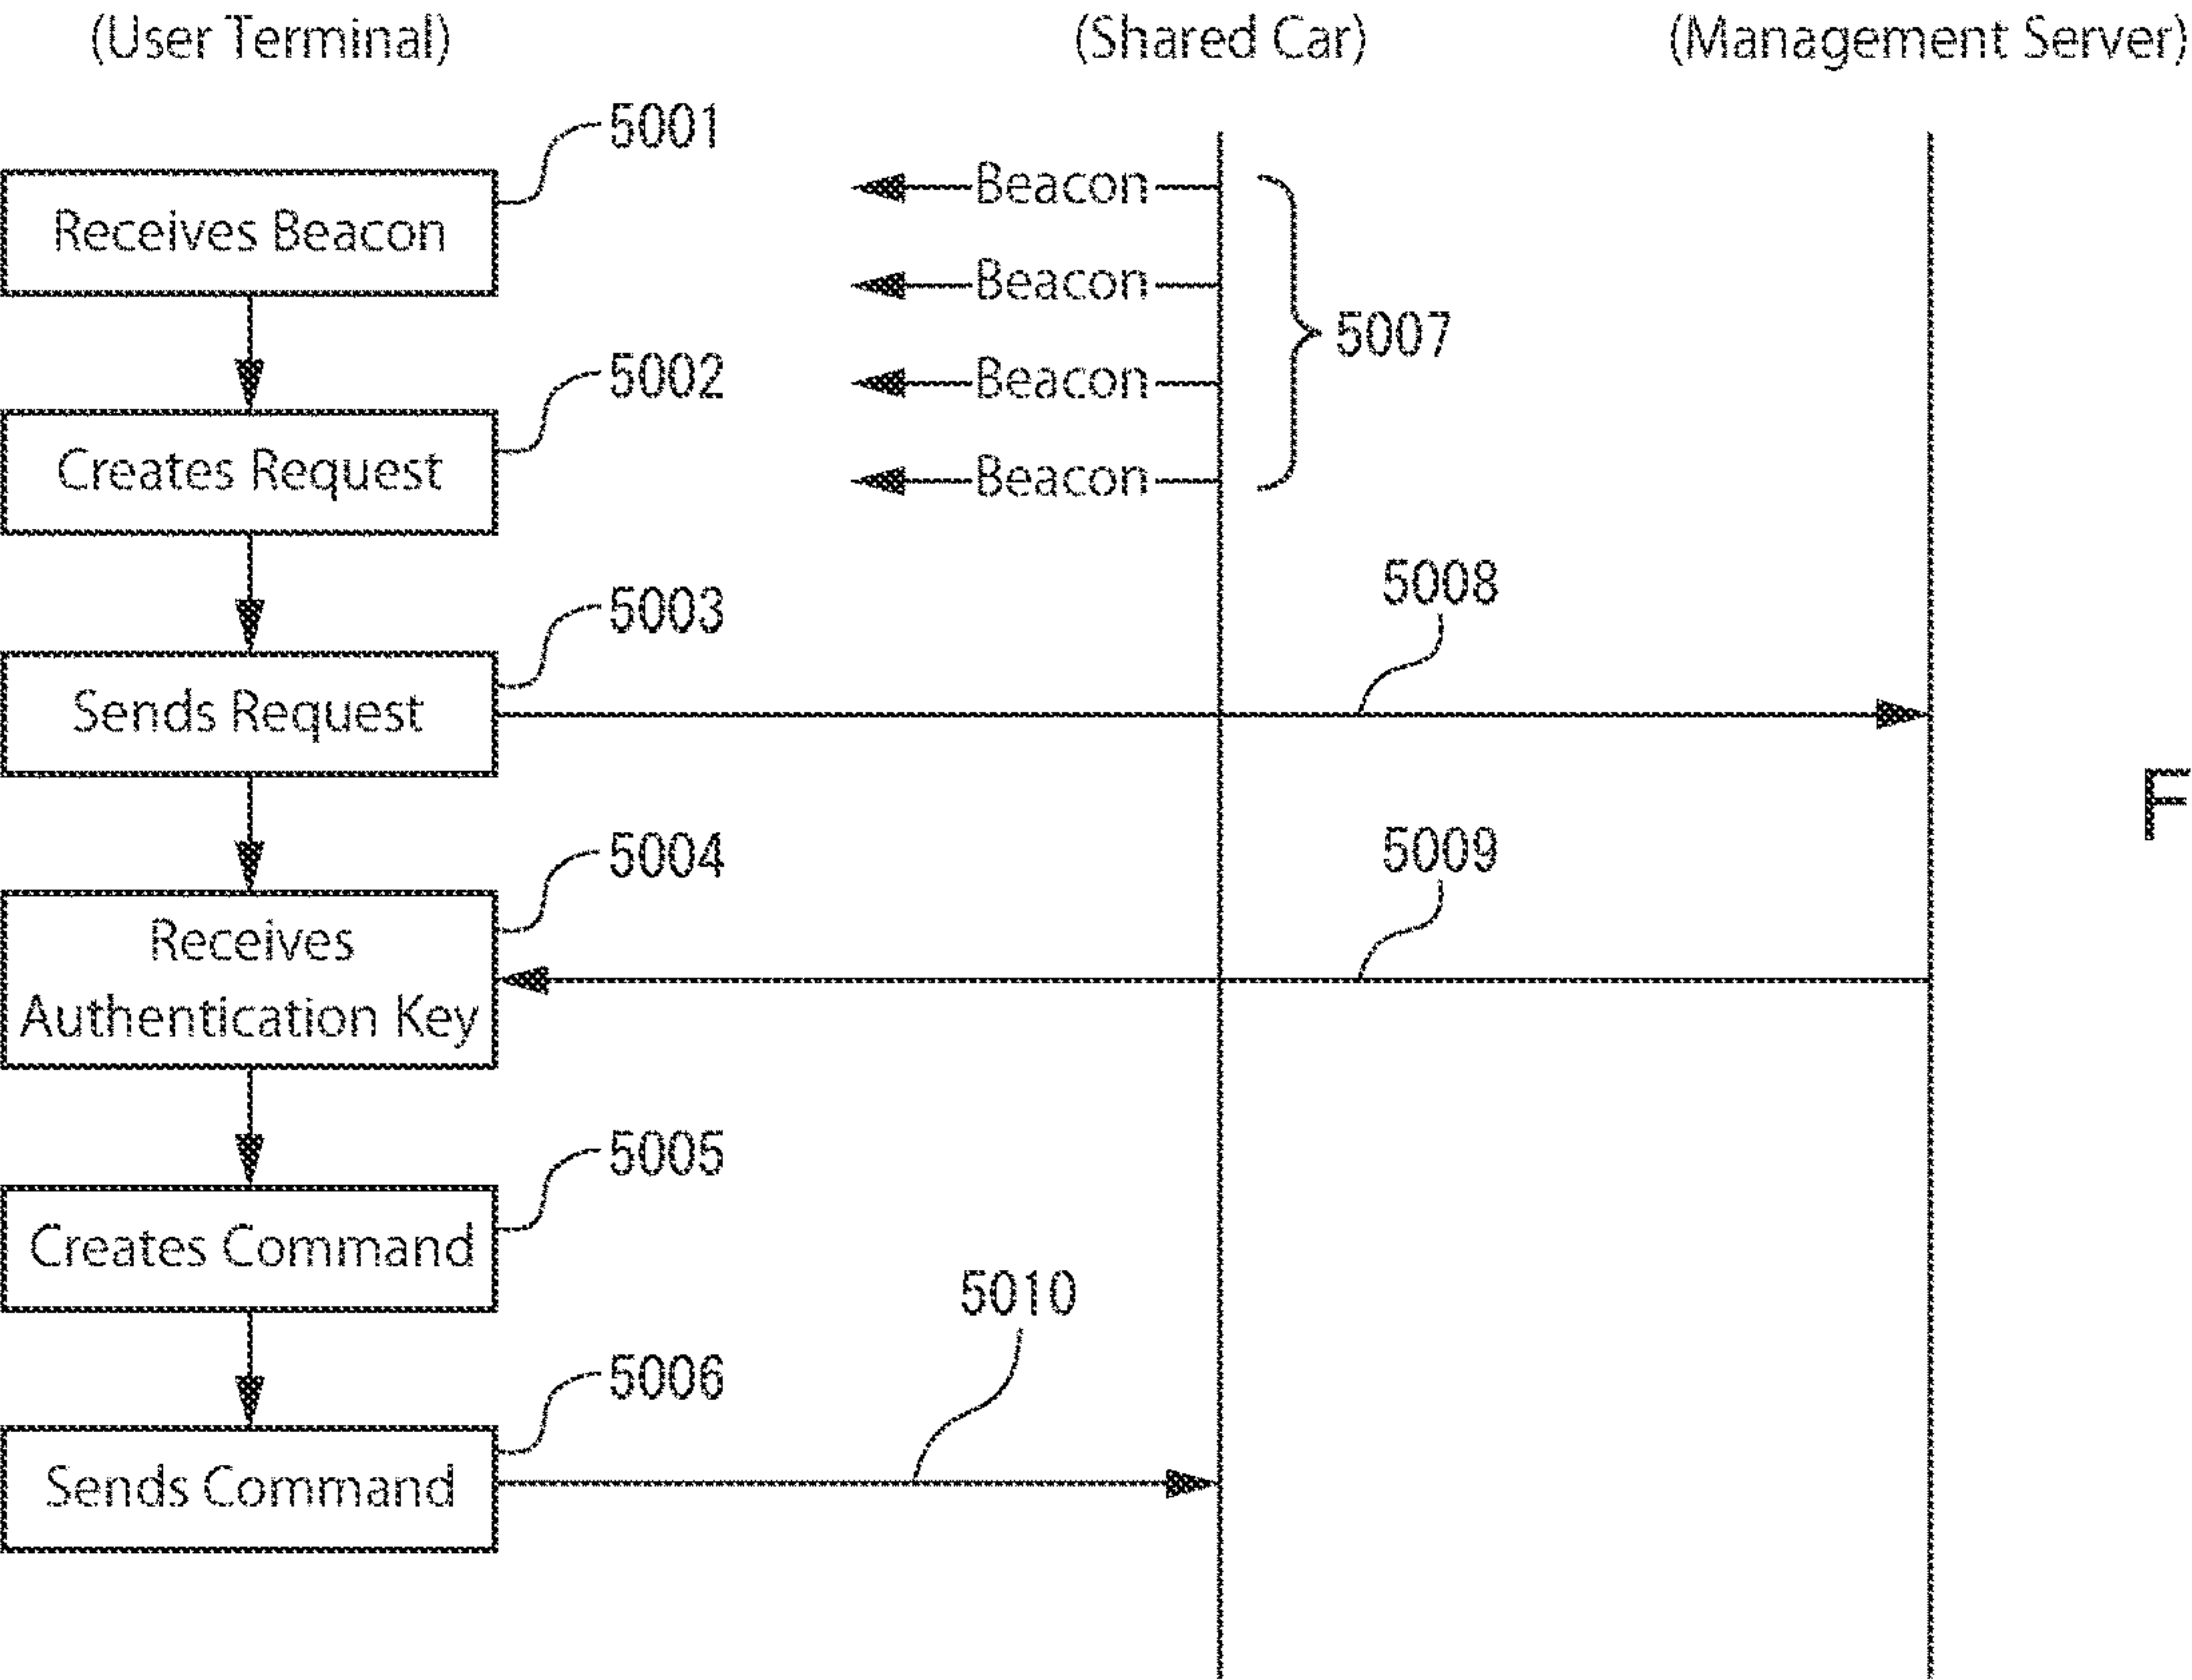 (User Terminal)
(Shared Car)
(Management Server)
5001
Receives Beacon
Beacon
Beacon
Beacon
Beacon
5007
5002
Creates Request
5003
Sends Request
5008
F
5004
Receives
Authentication Key
5009
5005
Creates Command
5010
5006
Sends Command